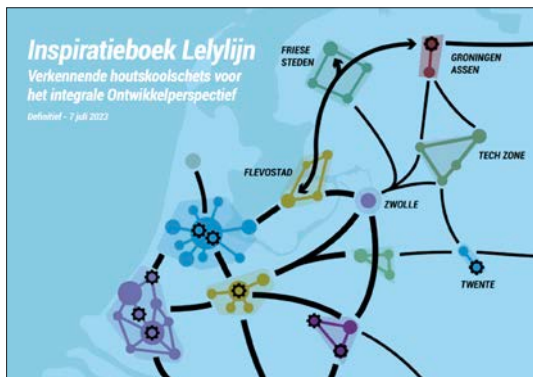 Inspiratieboek Lelylijn
Verkennende houtskoolschets voor
het integrale Ontwikkelperspectief
Definitief - 7 juli 2023
FRIESE
STEDEN
GRONINGEN
ASSEN
TECH ZONE
FLEVOSTAD
ZWOLLE
TWENTE